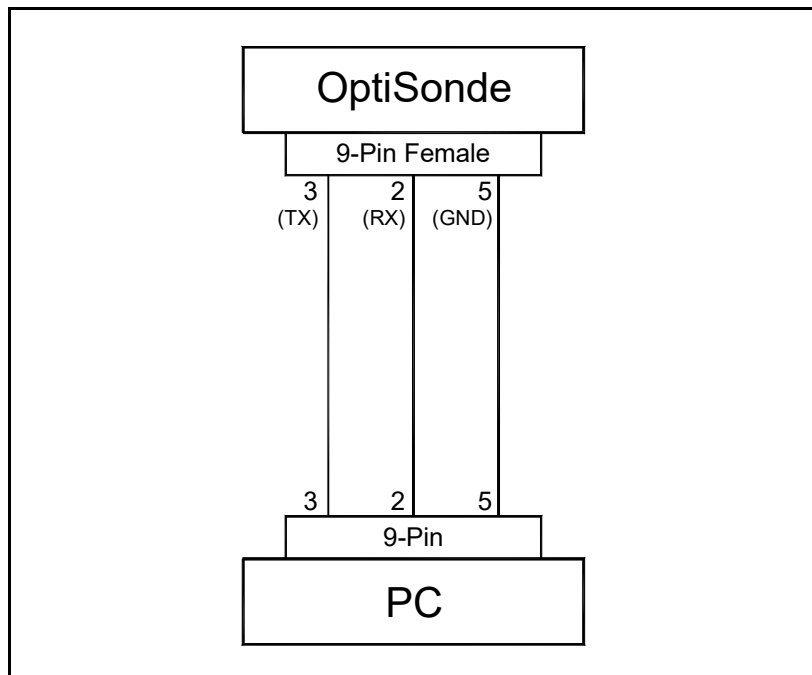 OptiSonde
9-Pin Female
3 2 5
(TX) (RX) (GND)
3 2 5
9-Pin
PC